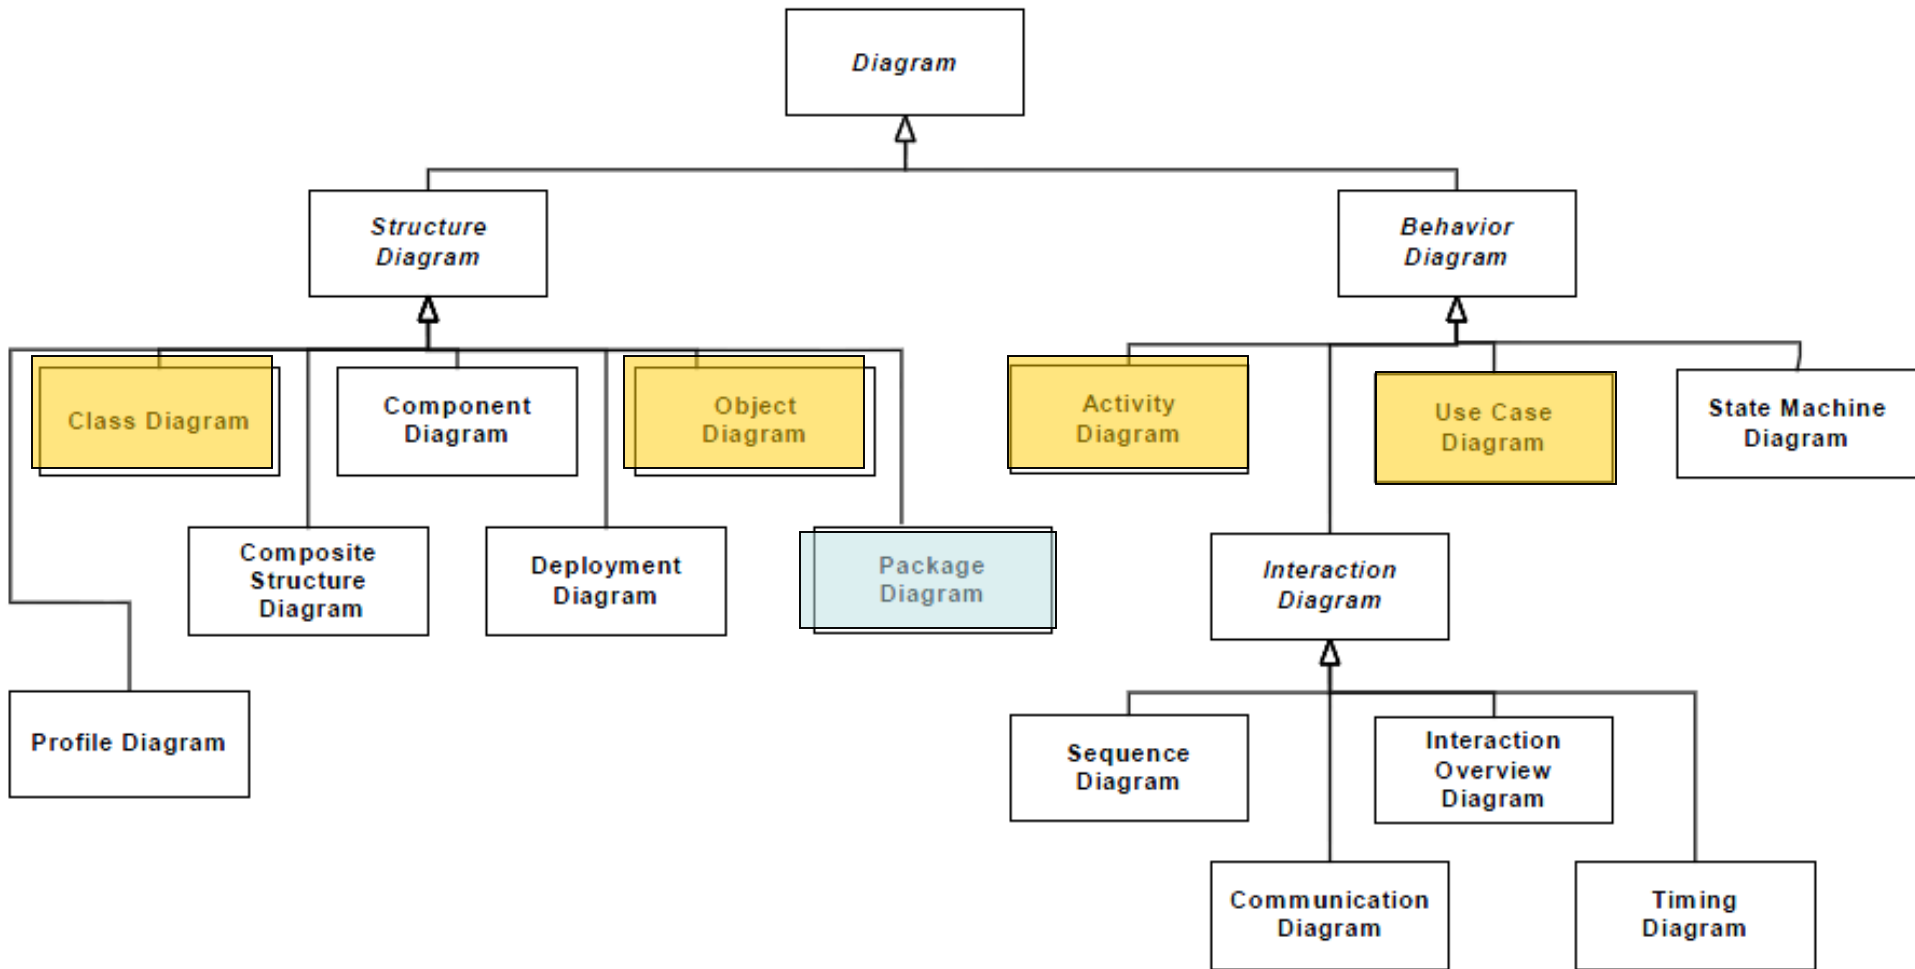 Diagram
Structure
Diagram
Behavior
Diagram
Class Diagram
Component
Diagram
Object
Diagram
Activity
Diagram
Use Case
Diagram
State Machine
Diagram
Composite
Structure
Diagram
Deployment
Diagram
Package
Diagram
Interaction
Diagram
Profile Diagram
Sequence
Diagram
Interaction
Overview
Diagram
Communication
Diagram
Timing
Diagram